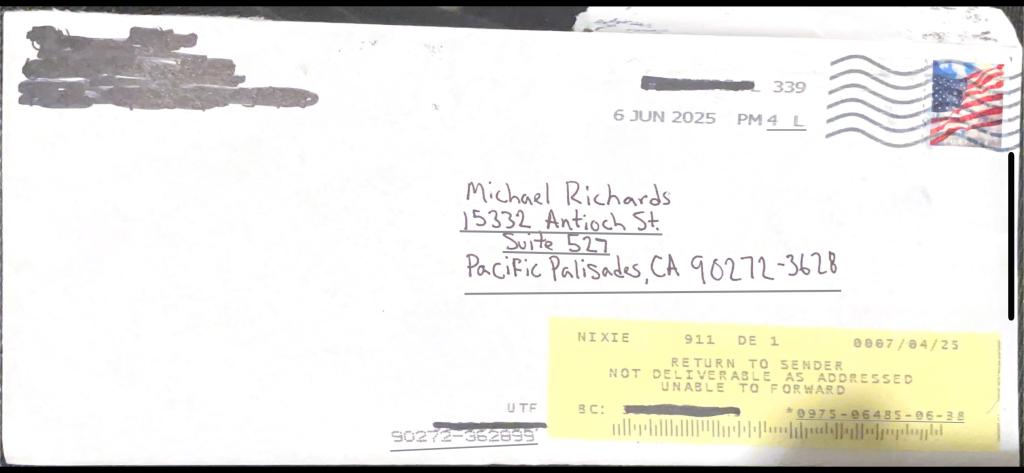 339
6 JUN 2025 PM 4 L
Michael Richards
15332 Antioch St.
Suite 527
Pacific Palisades, CA 90272-3628
NIXIE 911 DE 1 0007/04/25
RETURN TO SENDER
NOT DELIVERABLE AS ADDRESSED
UNABLE TO FORWARD
UTF
BC: *0975-06485-06-38
90272-362899